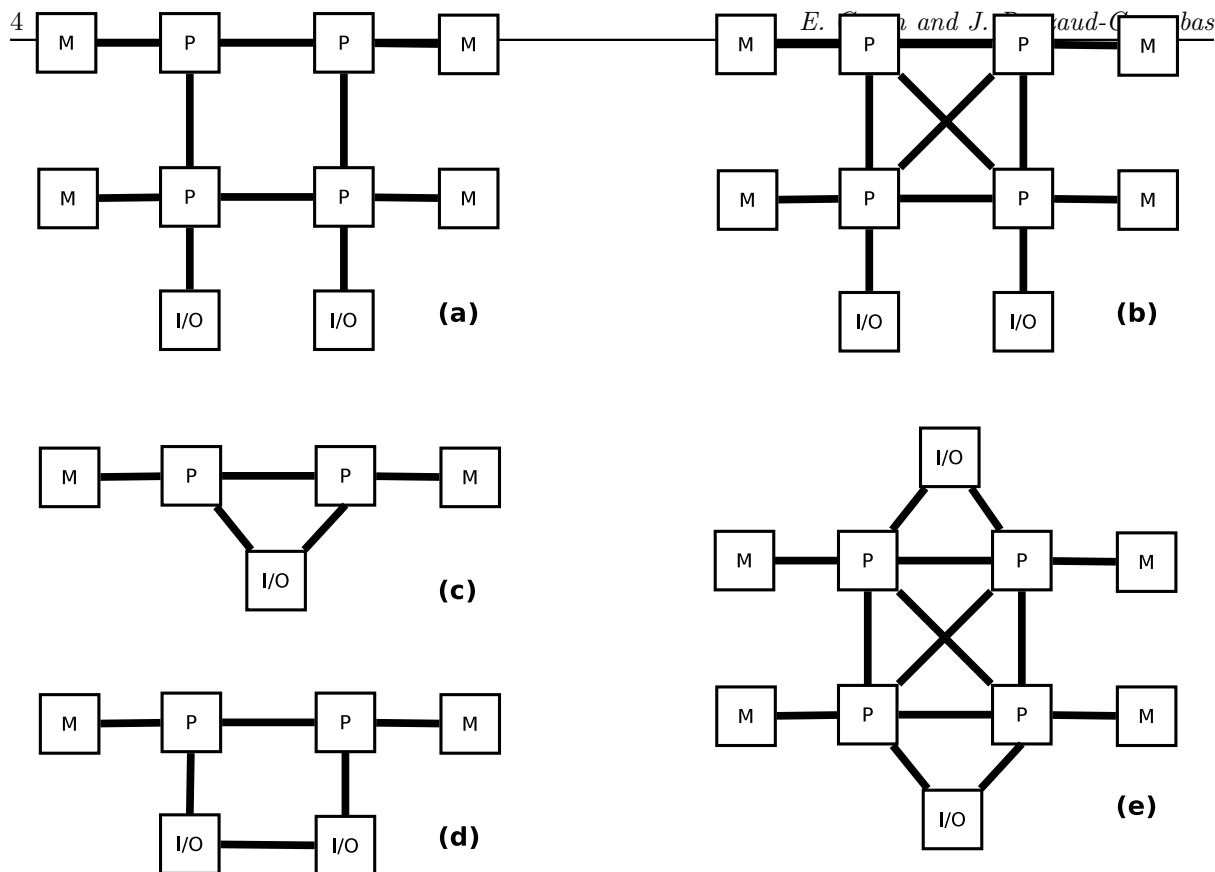 4 E. and J.
M P P M M P P M
M P P M M P P M
I/O I/O (a) I/O I/O (b)
I/O
M P P M
I/O (c)
M P P M
M P P M
M P P M
I/O I/O (d)
I/O (e)